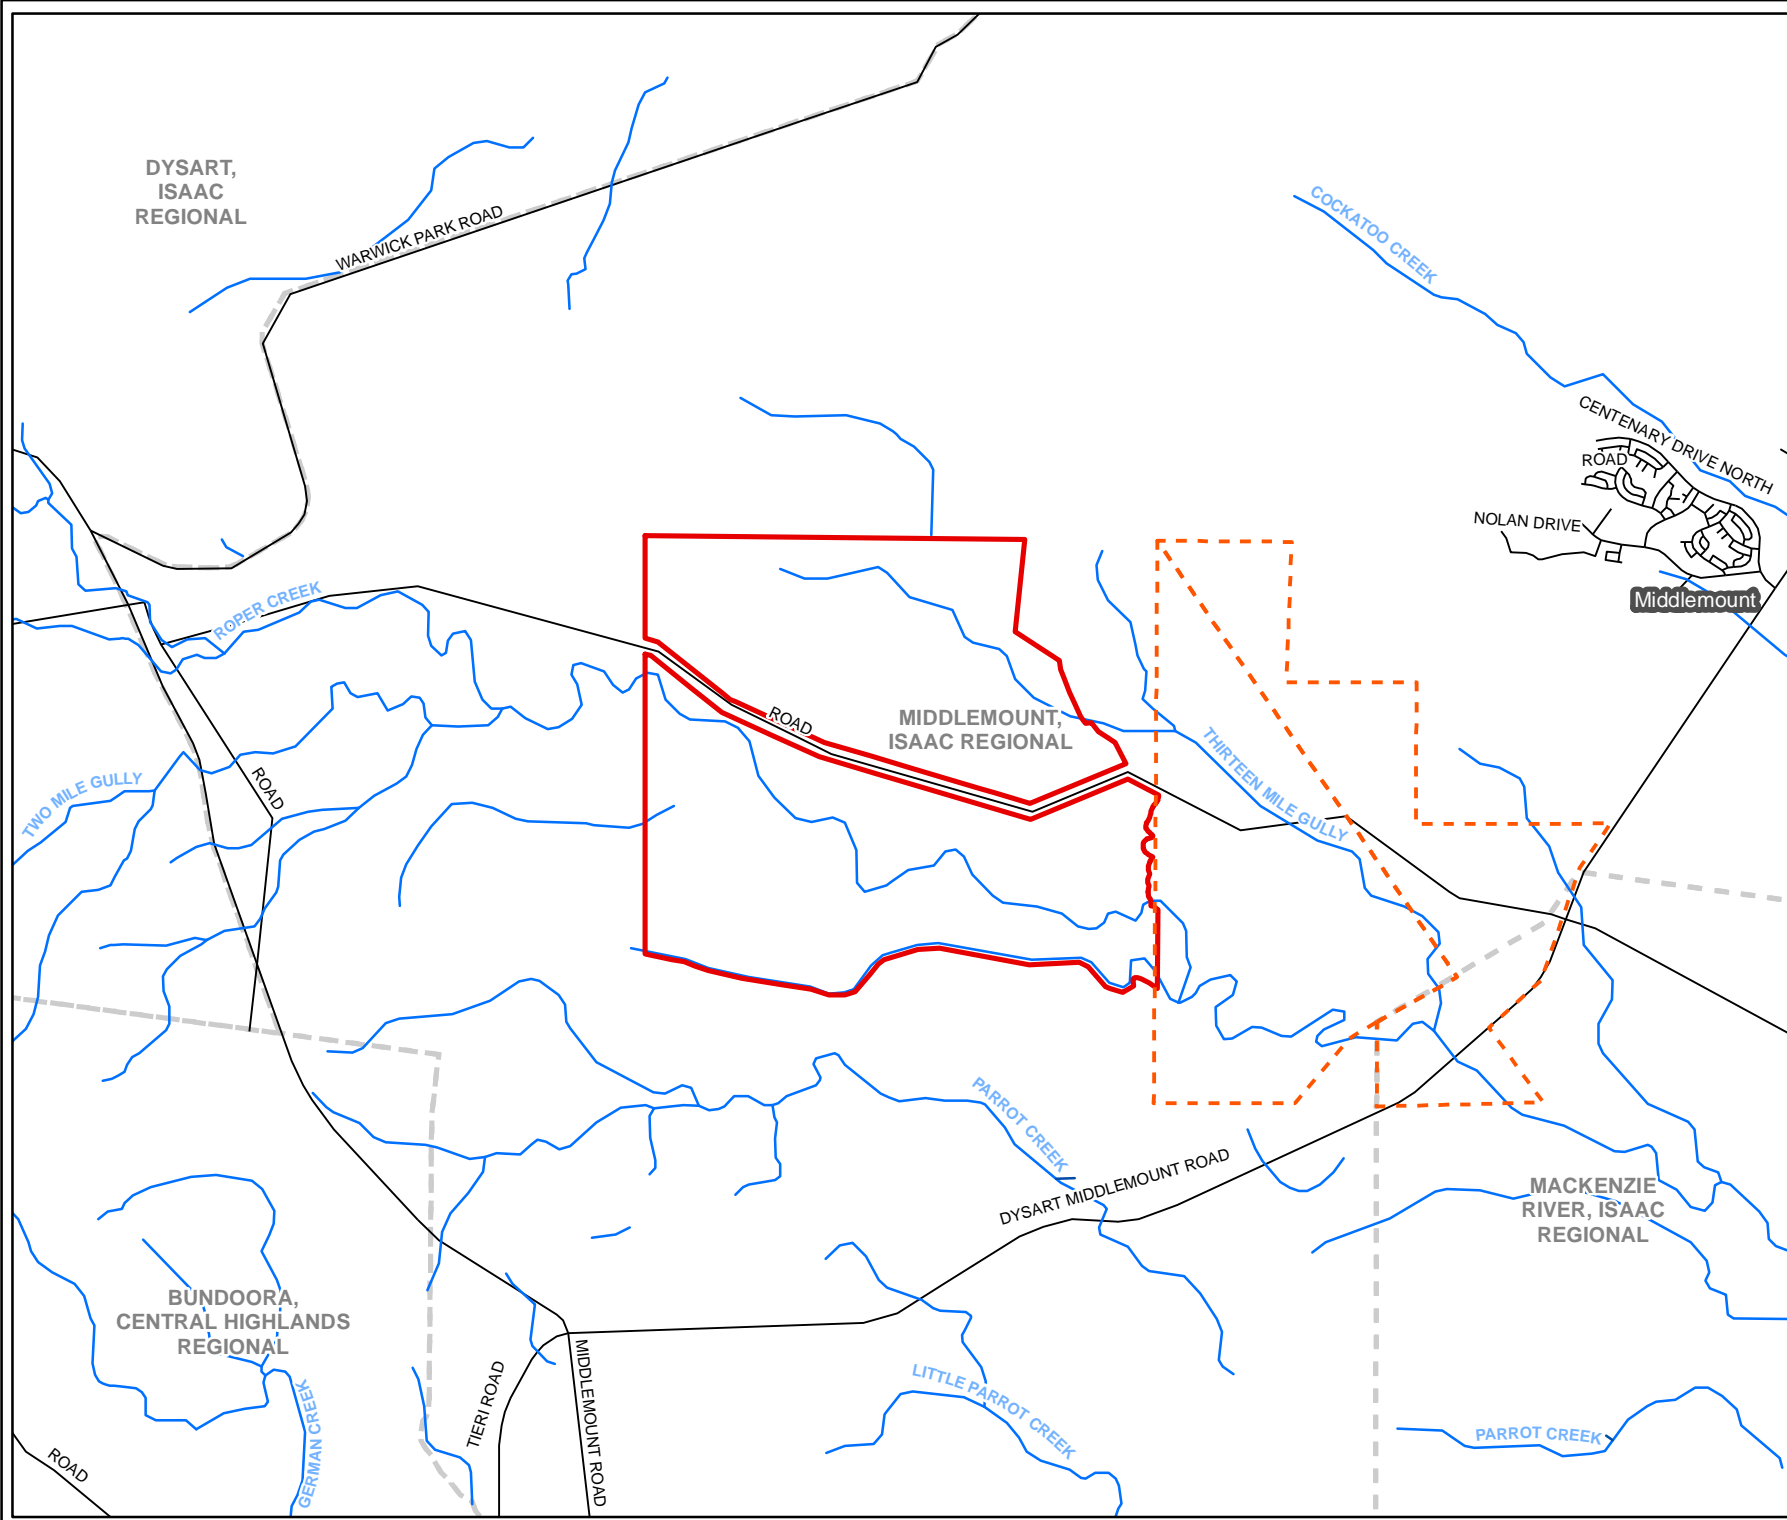 DYSART,
ISAAC
REGIONAL
WARWICK PARK ROAD
COCKATOO CREEK
CENTENARY DRIVE NORTH
ROAD
NOLAN DRIVE
Middlemount
ROPER CREEK
ROAD
MIDDLEMOUNT,
ISAAC REGIONAL
THIRTEEN MILE GULLY
TWO MILE GULLY
ROAD
PARROT CREEK
DYSART MIDDLEMOUNT ROAD
MACKENZIE
RIVER, ISAAC
REGIONAL
BUNDOORA,
CENTRAL HIGHLANDS
REGIONAL
GERMAN CREEK
TIERI ROAD
MIDDLEMOUNT ROAD
LITTLE PARROT CREEK
PARROT CREEK
ROAD